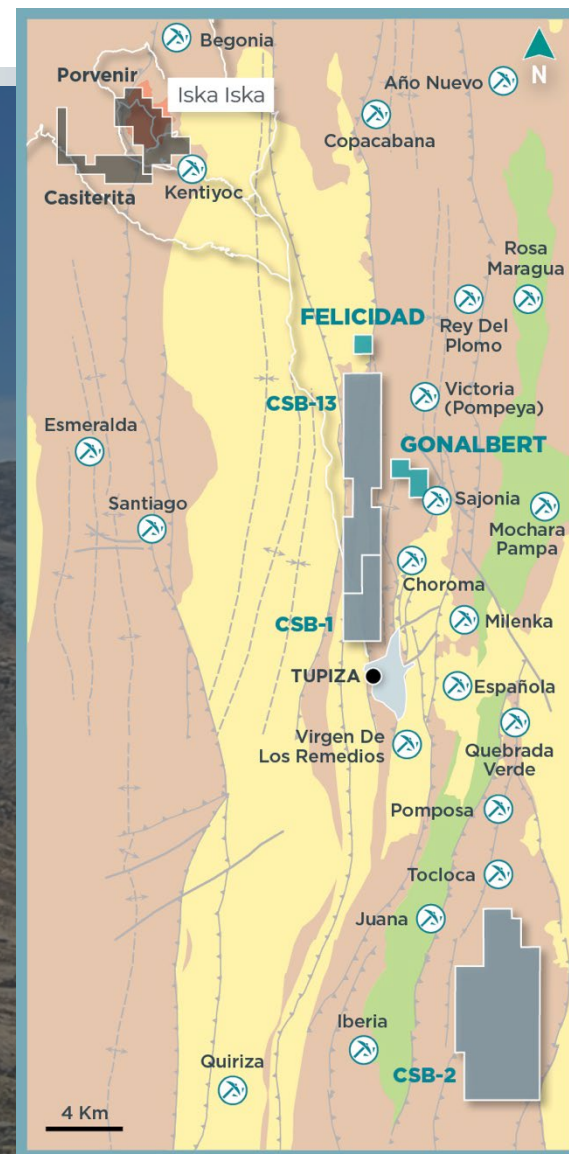 Begonia
Porvenir
Iska Iska
N
Año Nuevo
Copacabana
Kentiyoc
Casiterita
Rosa
Maragua
FELICIDAD
Rey Del
Plomo
CSB-13
Victoria
(Pompeya)
Esmeralda
GONALBERT
Santiago
Sajonia
Mochara
Pampa
Choroma
CSB-1
Milenka
TUPIZA
Española
Virgen De
Los Remedios
Quebrada
Verde
Pomposa
Tocloca
Juana
Iberia
Quiriza
CSB-2
4 Km